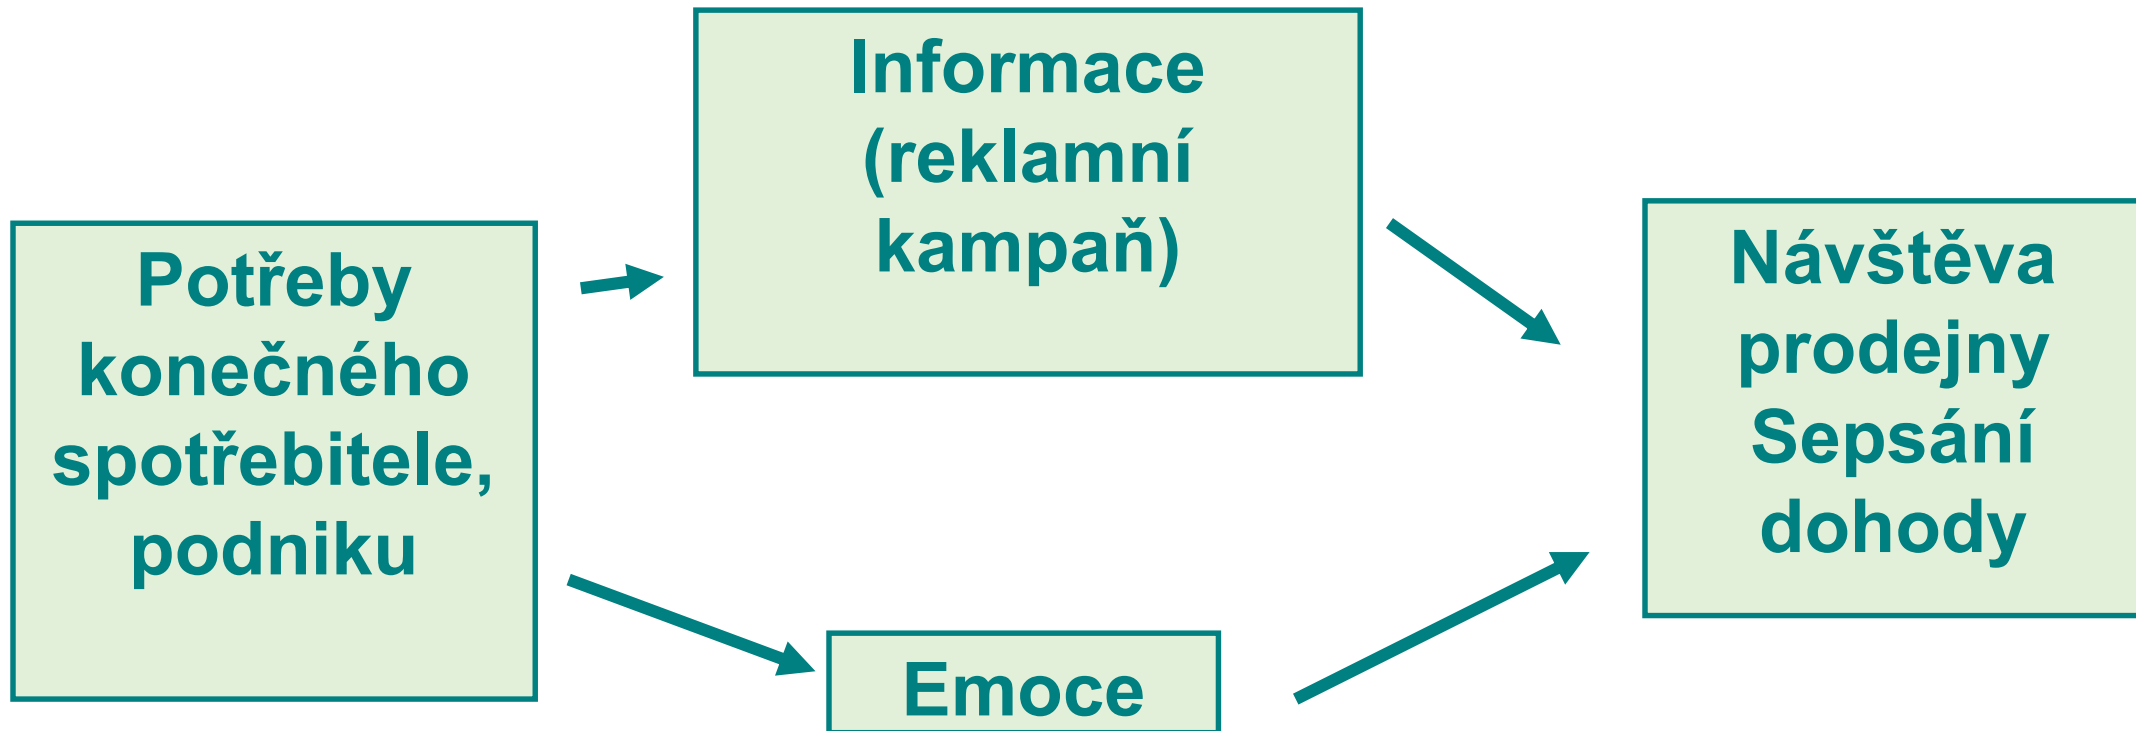 Potřeby
konečného
spotřebitele,
podniku
Informace
(reklamní
kampaň)
Emoce
Návštěva
prodejny
Sepsání
dohody